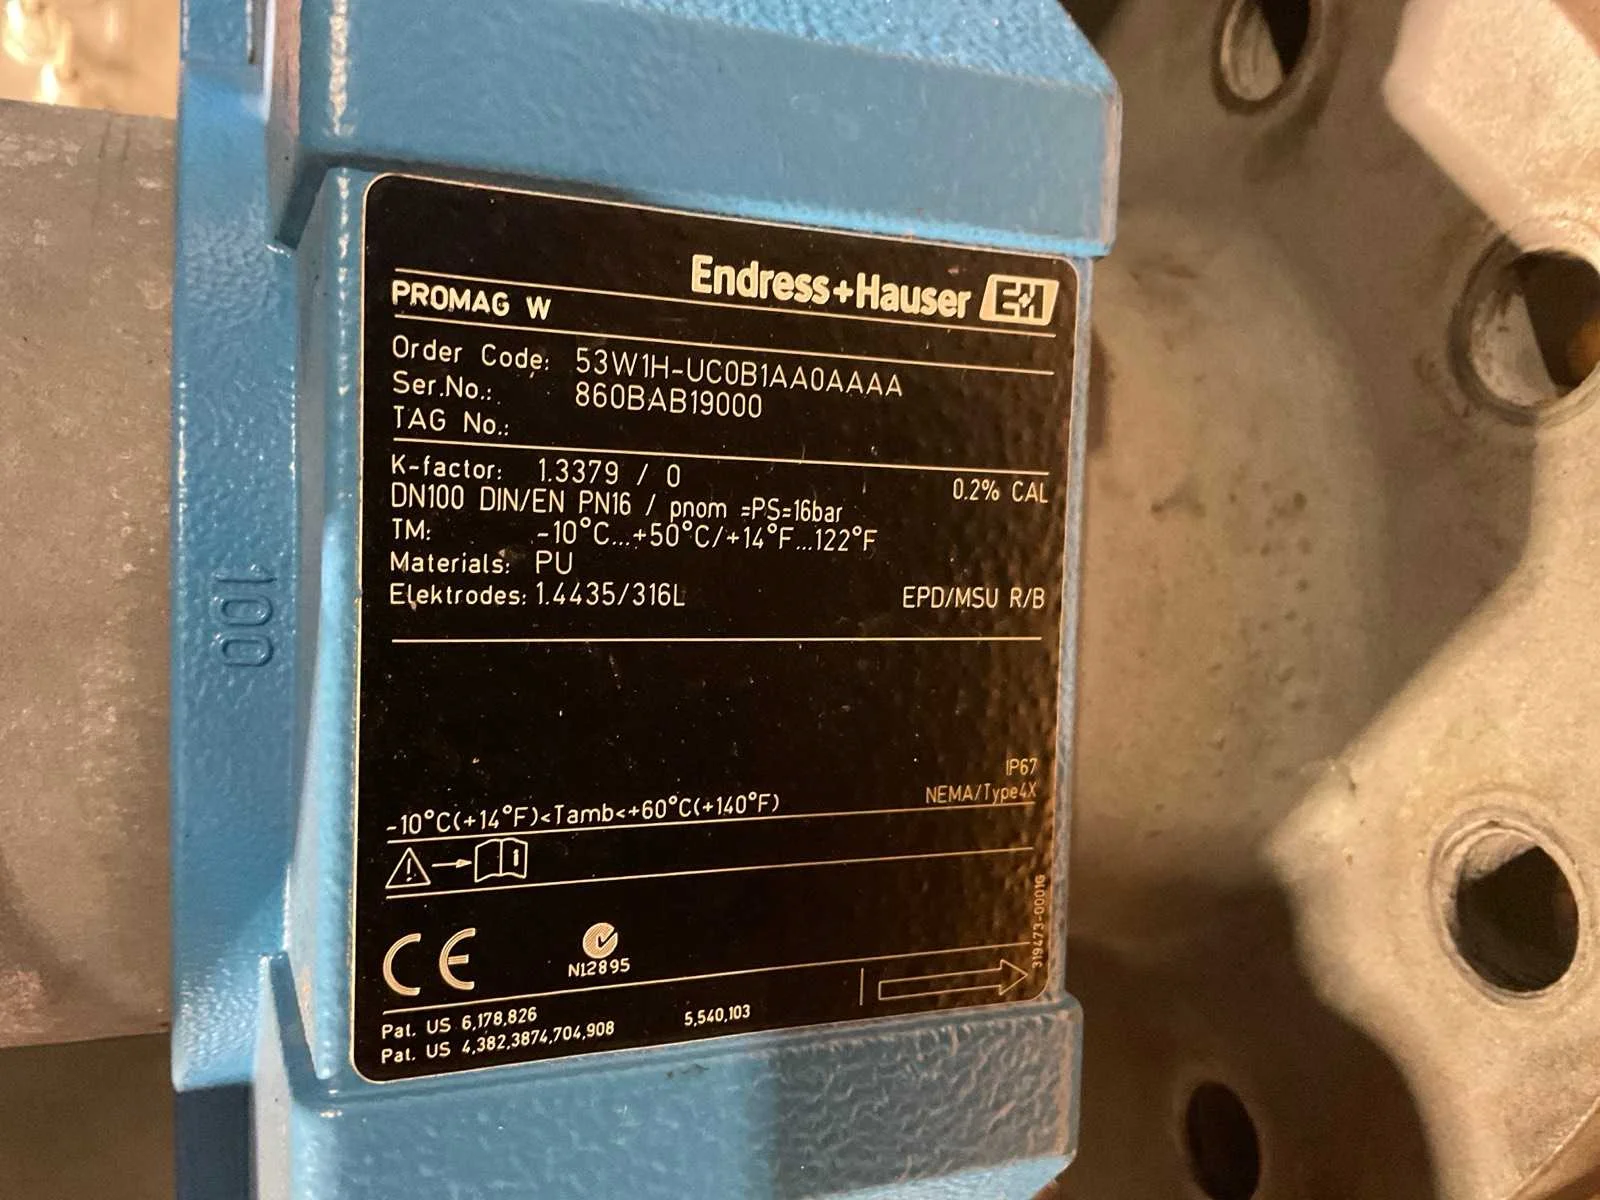 Endress+Hauser E+H
PROMAG W
Order Code: 53W1H-UC0B1AA0AAAA
Ser.No.: 860BAB19000
TAG No.:
K-factor: 1.3379 / 0
0.2% CAL
DN100 DIN/EN PN16 / pnom =PS=16bar
TM: -10°C...+50°C/+14°F...122°F
Materials: PU
Elektrodes: 1.4435/316L EPD/MSU R/B
IP67
NEMA/Type4X
-10°C(+14°F)<Tamb<+60°C(+140°F)
CE
N12895
319473-0001G
Pat. US 6,178,826
Pat. US 4,382,3874,704,908 5,540,103
100